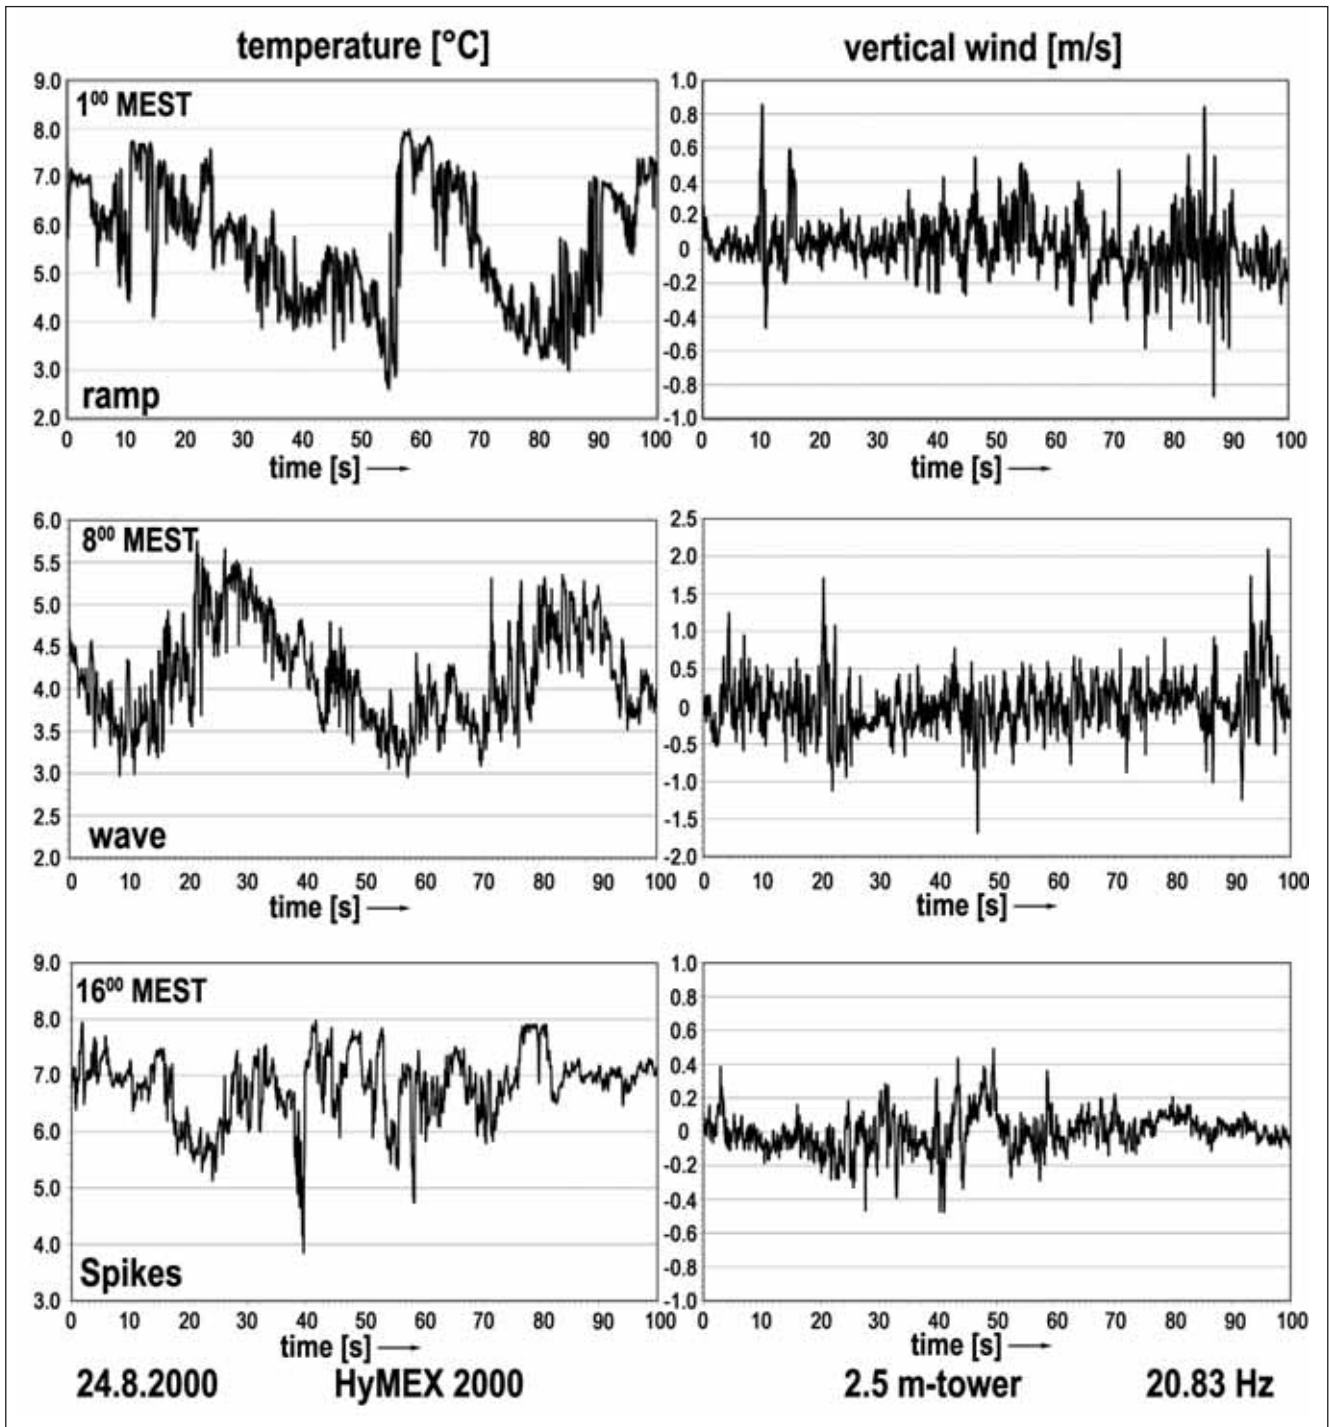 temperature [°C] vertical wind [m/s]
9.0 1.0
1⁰⁰ MEST 0.8
8.0 0.6
7.0 0.4
6.0 0.2
5.0 0
4.0 -0.2
3.0 -0.4
2.0 -0.6
ramp -0.8
-1.0
0 10 20 30 40 50 60 70 80 90 100 0 10 20 30 40 50 60 70 80 90 100
time [s] time [s]
6.0 2.5
8⁰⁰ MEST 2.0
5.5 1.5
5.0 1.0
4.5 0.5
4.0 0
3.5 -0.5
3.0 -1.0
2.5 -1.5
wave
2.0 -2.0
0 10 20 30 40 50 60 70 80 90 100 0 10 20 30 40 50 60 70 80 90 100
time [s] time [s]
9.0 1.0
16⁰⁰ MEST 0.8
8.0 0.6
7.0 0.4
6.0 0.2
5.0 0
4.0 -0.2
3.0 -0.4
Spikes -0.6
-0.8
-1.0
0 10 20 30 40 50 60 70 80 90 100 0 10 20 30 40 50 60 70 80 90 100
time [s] time [s]
24.8.2000 HyMEX 2000 2.5 m-tower 20.83 Hz